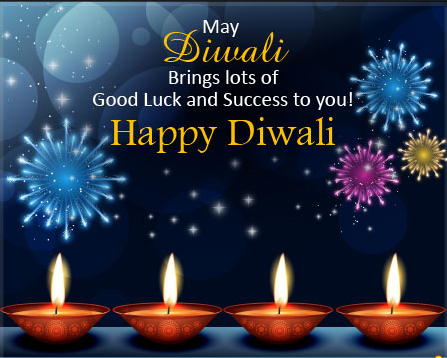 May
Diwali
Brings lots of
Good Luck and Success to you!
Happy Diwali